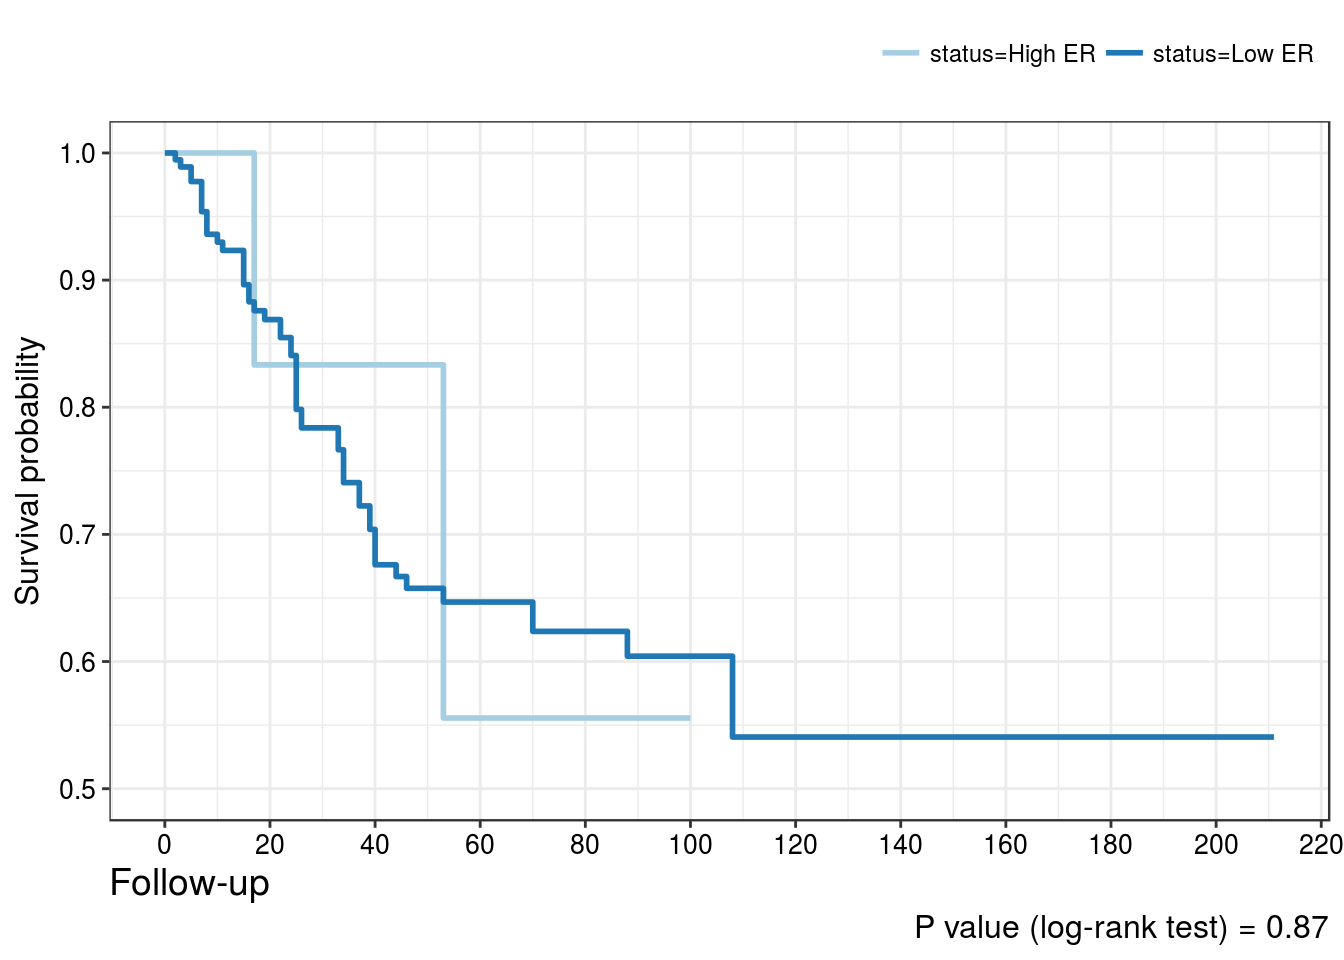 status=High ER status=Low ER
Survival probability
1.0
0.9
0.8
0.7
0.6
0.5
0 20 40 60 80 100 120 140 160 180 200 220
Follow-up
P value (log-rank test) = 0.87